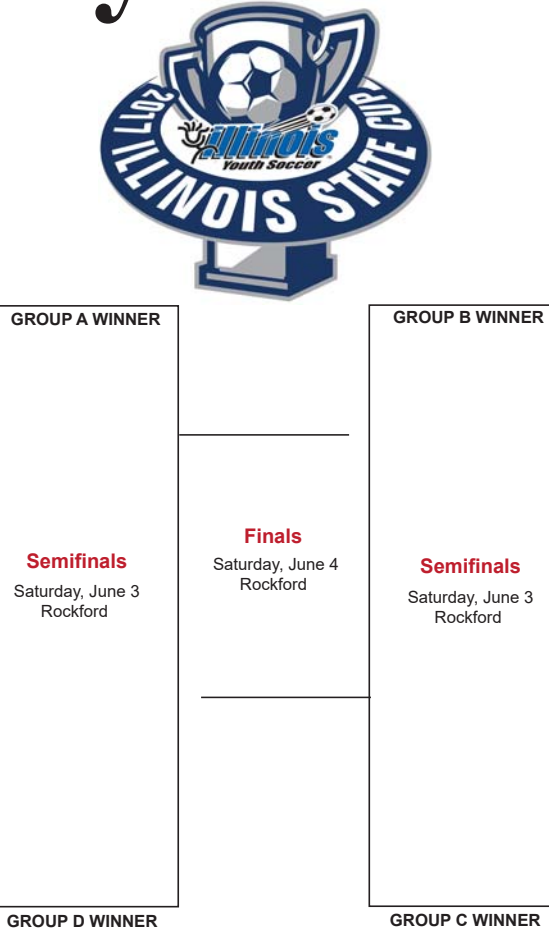 2017 ILLINOIS STATE CUP
illinois
Youth Soccer
GROUP A WINNER
GROUP B WINNER
Finals
Saturday, June 4
Rockford
Semifinals
Saturday, June 3
Rockford
Semifinals
Saturday, June 3
Rockford
GROUP D WINNER
GROUP C WINNER